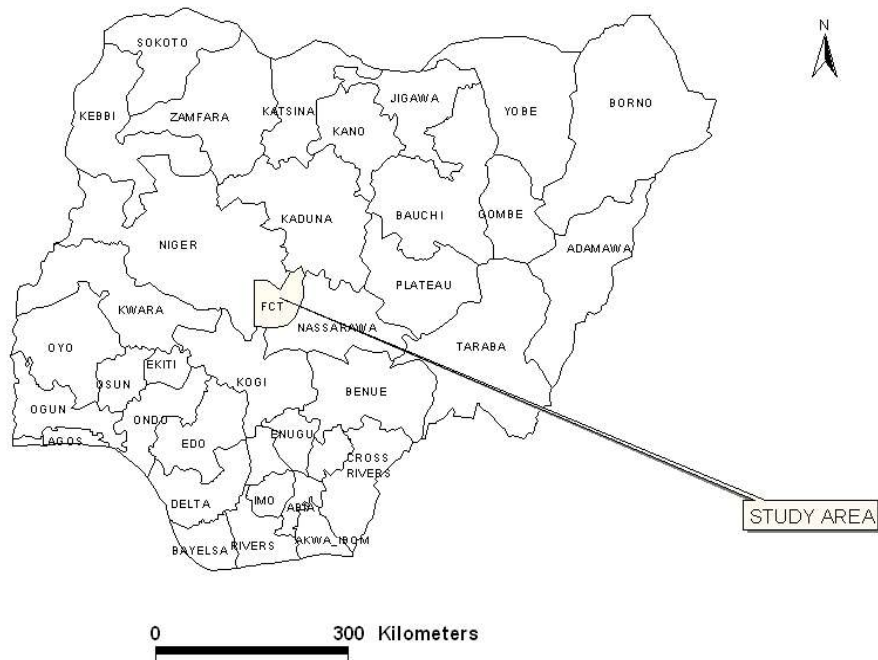 N
SOKOTO
KEBBI
ZAMFARA
KATSINA
JIGAWA
KANO
YOBE
BORNO
NIGER
KADUNA
BAUCHI
GOMBE
ADAMAWA
FCT
PLATEAU
NASSARAWA
KWARA
TARABA
OYO
OSUN
EKITI
KOGI
BENUE
OGUN
ONDO
EDO
ENUGU
LAGOS
CROSS
RIVERS
DELTA
IMO
ABIA
BAYELSA
RIVERS
AKWA_IBOM
STUDY AREA
0 300 Kilometers